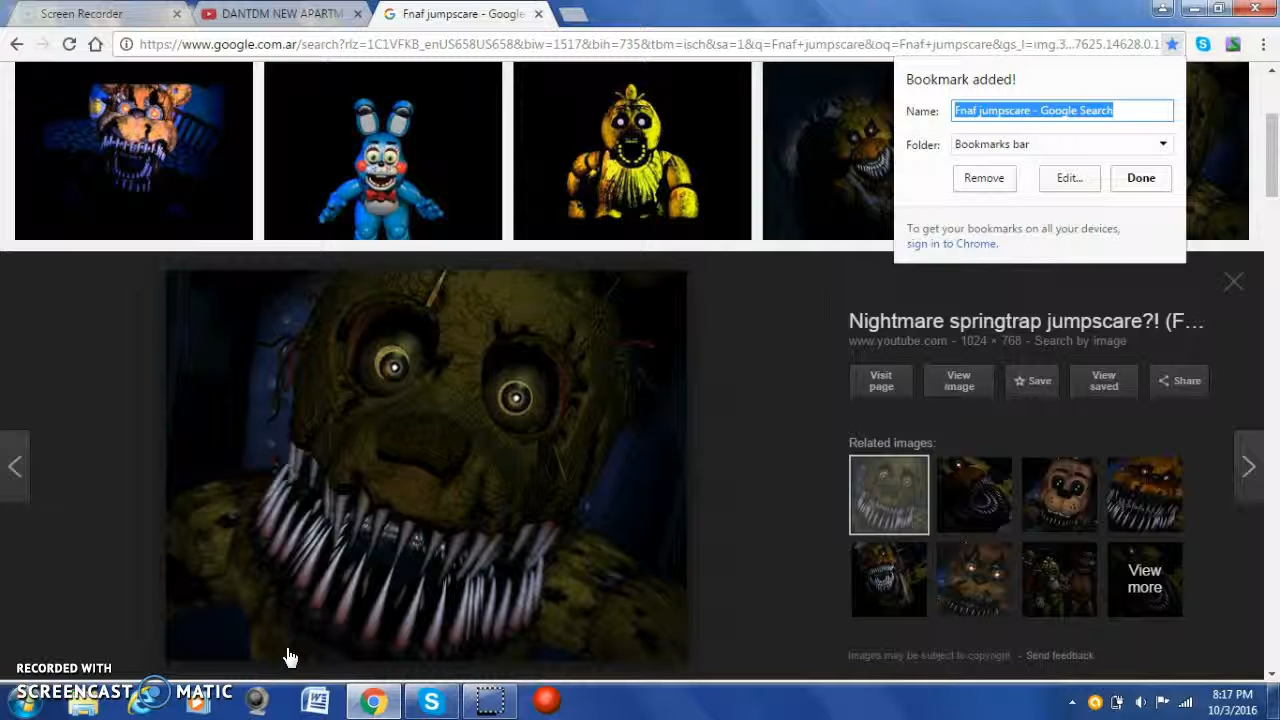 Screen Recorder
DANTDM NEW APARTM
Fnaf jumpscare - Google
https://www.google.com.ar/search?rlz=1C1VFKB_enUS658US658&biw=1517&bih=735&tbm=isch&sa=1&q=Fnaf+jumpscare&oq=Fnaf+jumpscare&gs_l=img.3...7625.14628.0.1
Bookmark added!
Name: Fnaf jumpscare - Google Search
Folder: Bookmarks bar
Remove Edit... Done
To get your bookmarks on all your devices,
sign in to Chrome.
Nightmare springtrap jumpscare?! (F...
www.youtube.com - 1024 × 768 - Search by image
Visit page
View image
Save
View saved
Share
Related images:
View more
Images may be subject to copyright. - Send feedback
RECORDED WITH
SCREENCAST MATIC
8:17 PM
10/3/2016